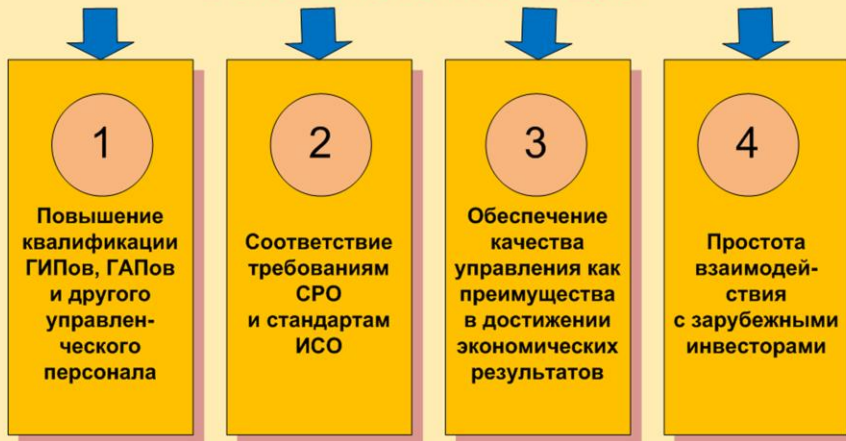 1
Повышение
квалификации
ГИПов, ГАПов
и другого
управлен-
ческого
персонала
2
Соответствие
требованиям
СРО
и стандартам
ИСО
3
Обеспечение
качества
управления как
преимущества
в достижении
экономических
результатов
4
Простота
взаимодей-
ствия
с зарубежными
инвесторами